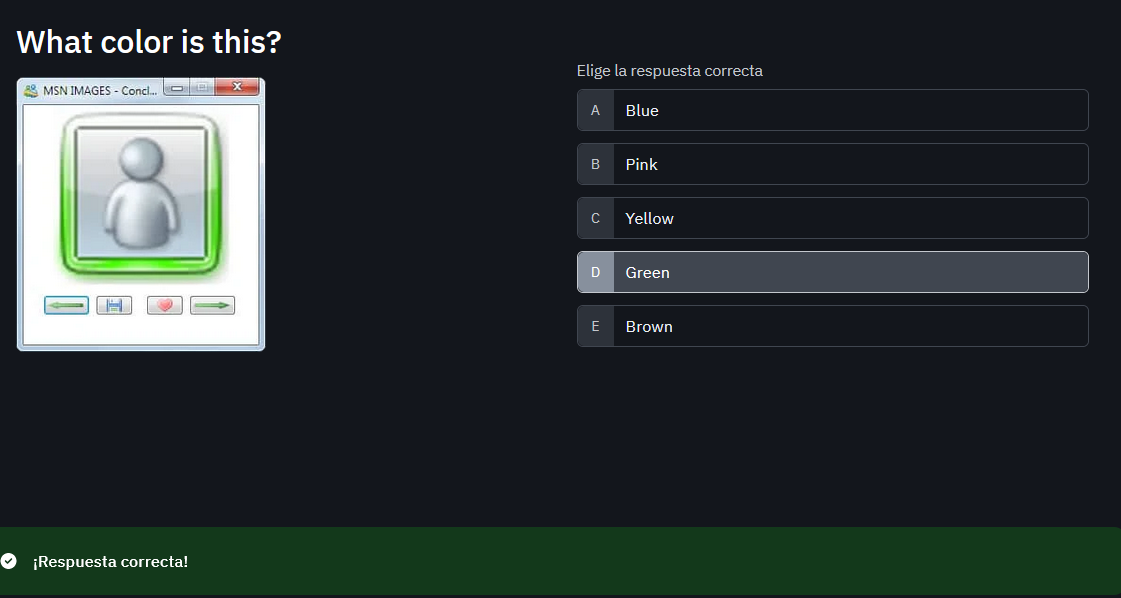 What color is this?
MSN IMAGES - Concl...
Elige la respuesta correcta
A Blue
B Pink
C Yellow
D Green
E Brown
¡Respuesta correcta!